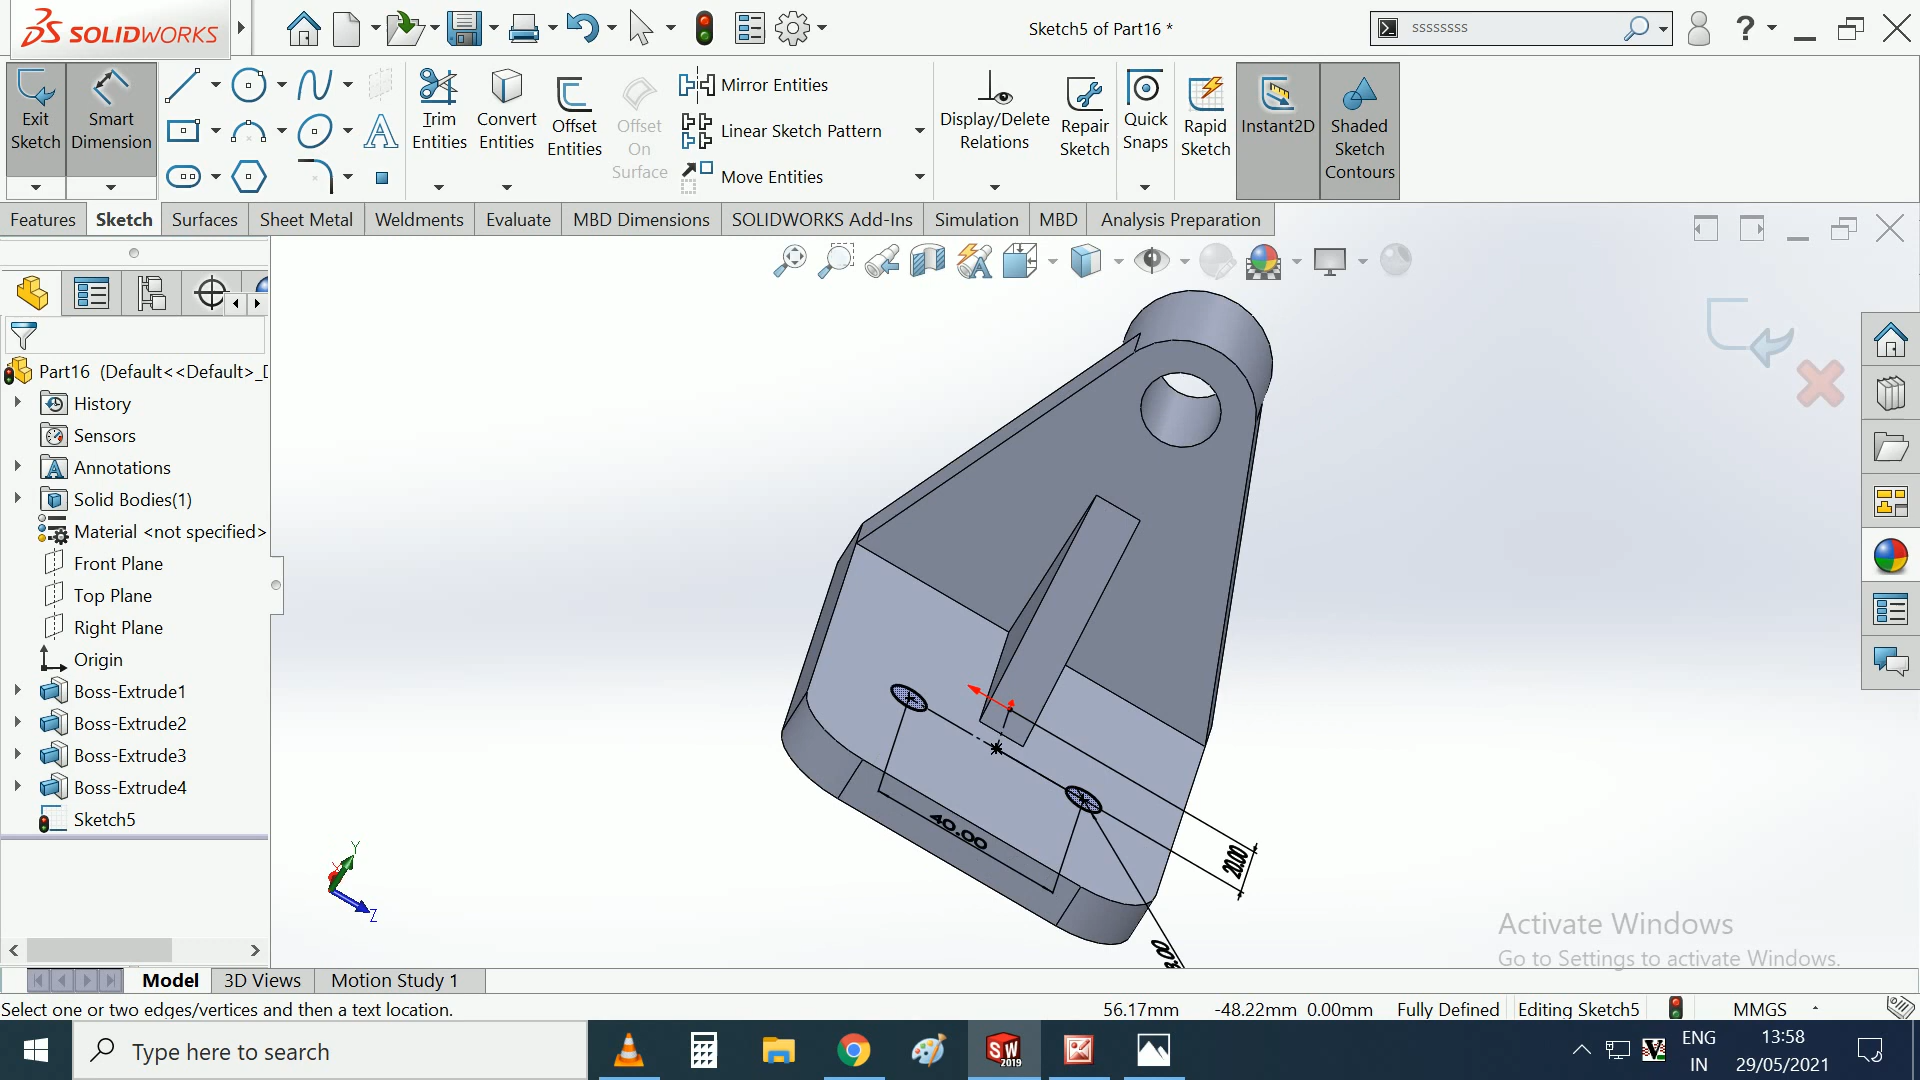 SOLIDWORKS
Sketch5 of Part16 *
ssssssss
?
Exit Sketch
Smart Dimension
Trim Entities
Convert Entities
Offset Entities
Offset On Surface
Mirror Entities
Linear Sketch Pattern
Move Entities
Display/Delete Relations
Repair Sketch
Quick Snaps
Rapid Sketch
Instant2D
Shaded Sketch Contours
Features Sketch Surfaces Sheet Metal Weldments Evaluate MBD Dimensions SOLIDWORKS Add-Ins Simulation MBD Analysis Preparation
Part16 (Default<<Default>_D
History
Sensors
Annotations
Solid Bodies(1)
Material <not specified>
Front Plane
Top Plane
Right Plane
Origin
Boss-Extrude1
Boss-Extrude2
Boss-Extrude3
Boss-Extrude4
Sketch5
40.00
Y
X
Z
Activate Windows
Go to Settings to activate Windows.
Model 3D Views Motion Study 1
Select one or two edges/vertices and then a text location.
56.17mm -48.22mm 0.00mm Fully Defined Editing Sketch5 MMGS
Type here to search
SW
2019
ENG
IN
13:58
29/05/2021